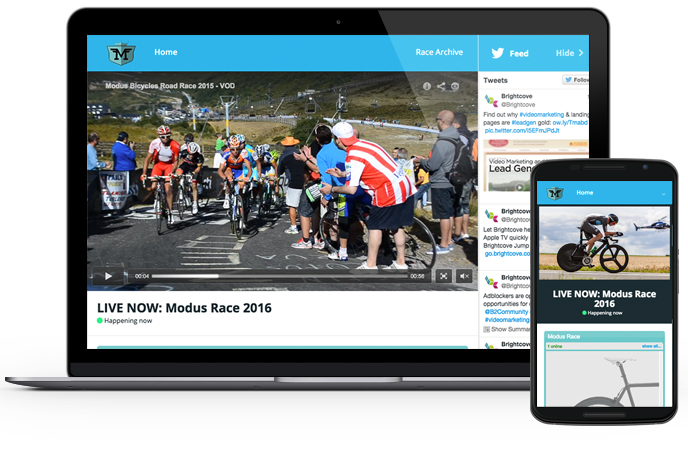 M
Home
Race Archive
Feed
Hide
Modus Bicycles Road Race 2015 - VOD
00:04
00:56
LIVE NOW: Modus Race 2016
Happening now
Tweets
Follow
Brightcove
@Brightcove
Find out why #videomarketing & landing
pages are #leadgen gold: ow.ly/Tmabd
pic.twitter.com/lSEFmJPdJt
Video Marketing and
Lead Gen
Brightcove
@Brightcove
Let Brightcove he
Apple TV quickly
Brightcove Jump
go.brightcove.co
Brightcove
@Brightcove
Adblockers are op
opportunities for
@B2Community
#videomarketing
Show Summar
Brightcove
M
Home
LIVE NOW: Modus Race
2016
Happening now
Modus Race
1 online
show all...